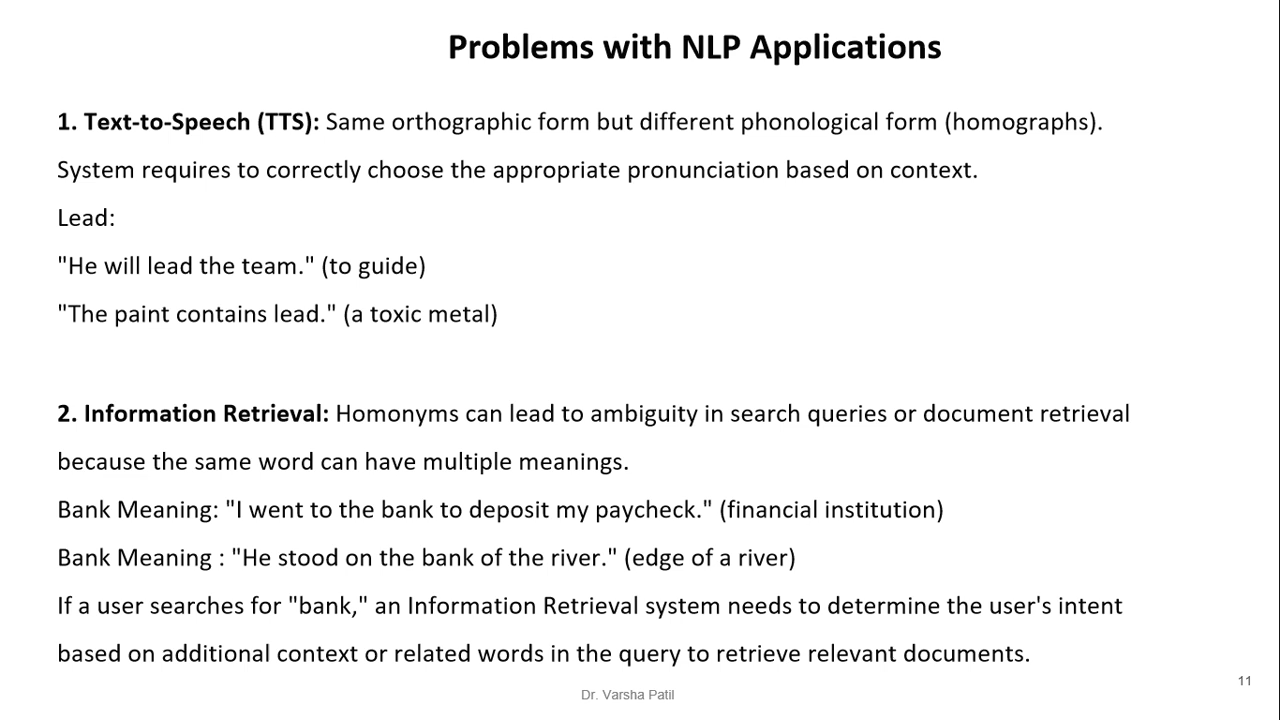 Problems with NLP Applications
1. Text-to-Speech (TTS): Same orthographic form but different phonological form (homographs).
System requires to correctly choose the appropriate pronunciation based on context.
Lead:
"He will lead the team." (to guide)
"The paint contains lead." (a toxic metal)
2. Information Retrieval: Homonyms can lead to ambiguity in search queries or document retrieval
because the same word can have multiple meanings.
Bank Meaning: "I went to the bank to deposit my paycheck." (financial institution)
Bank Meaning : "He stood on the bank of the river." (edge of a river)
If a user searches for "bank," an Information Retrieval system needs to determine the user's intent
based on additional context or related words in the query to retrieve relevant documents.
11
Dr. Varsha Patil